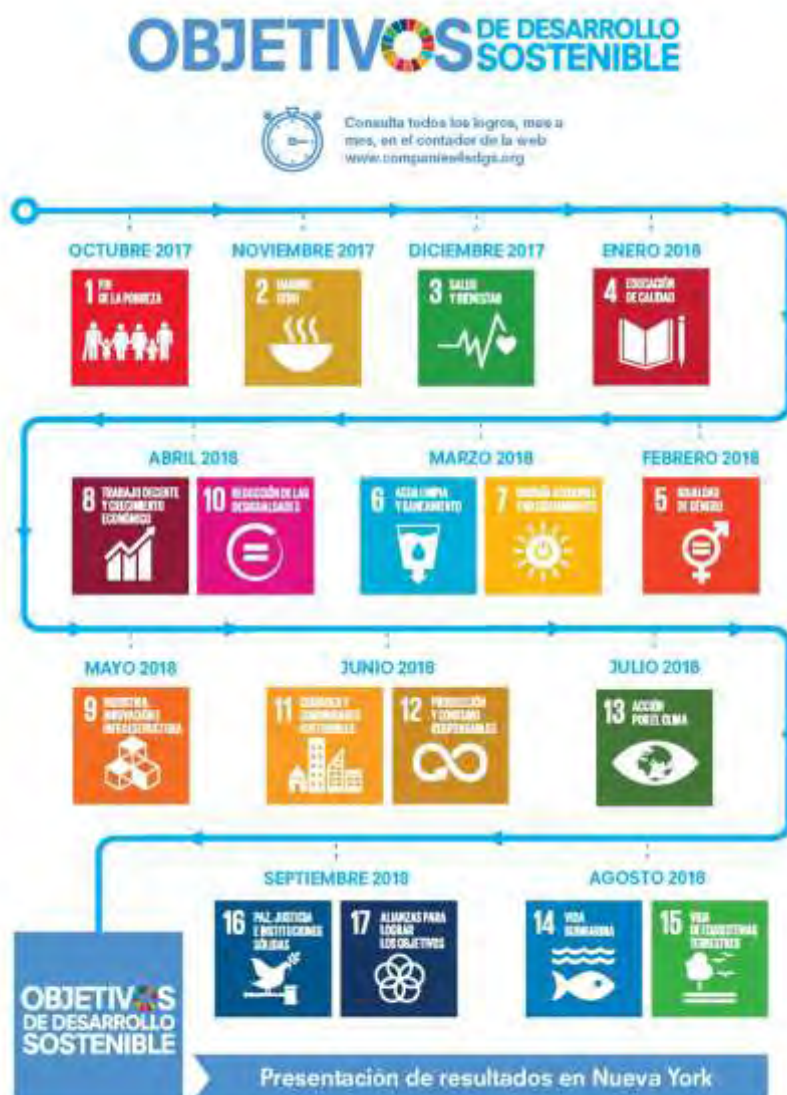 OBJETIVOS DE DESARROLLO
SOSTENIBLE
Consulta todos los logros, mes a
mes, en el contador de la web
www.companies4sdgs.org
OCTUBRE 2017
NOVIEMBRE 2017
DICIEMBRE 2017
ENERO 2018
1 FIN
DE LA POBREZA
2 HAMBRE
CERO
3 SALUD
Y BIENESTAR
4 EDUCACIÓN
DE CALIDAD
ABRIL 2018
MARZO 2018
FEBRERO 2018
8 TRABAJO DECENTE
Y CRECIMIENTO
ECONÓMICO
10 REDUCCIÓN DE LAS
DESIGUALDADES
6 AGUA LIMPIA
Y SANEAMIENTO
7 ENERGÍA ASEQUIBLE
Y NO CONTAMINANTE
5 IGUALDAD
DE GÉNERO
MAYO 2018
JUNIO 2018
JULIO 2018
9 INDUSTRIA,
INNOVACIÓN E
INFRAESTRUCTURA
11 CIUDADES Y
COMUNIDADES
SOSTENIBLES
12 PRODUCCIÓN
Y CONSUMO
RESPONSABLES
13 ACCIÓN
POR EL CLIMA
SEPTIEMBRE 2018
AGOSTO 2018
16 PAZ, JUSTICIA
E INSTITUCIONES
SÓLIDAS
17 ALIANZAS PARA
LOGRAR
LOS OBJETIVOS
14 VIDA
SUBMARINA
15 VIDA
DE ECOSISTEMAS
TERRESTRES
OBJETIVOS
DE DESARROLLO
SOSTENIBLE
Presentación de resultados en Nueva York